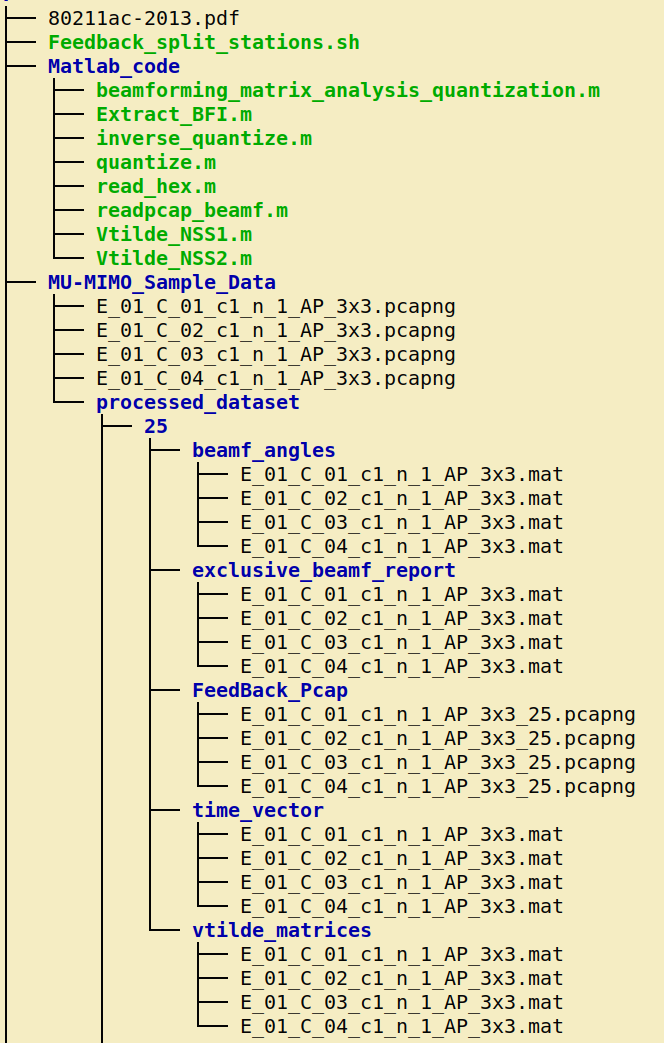 80211ac-2013.pdf
Feedback_split_stations.sh
Matlab_code
beamforming_matrix_analysis_quantization.m
Extract_BFI.m
inverse_quantize.m
quantize.m
read_hex.m
readpcap_beamf.m
Vtilde_NSS1.m
Vtilde_NSS2.m
MU-MIMO_Sample_Data
E_01_C_01_c1_n_1_AP_3x3.pcapng
E_01_C_02_c1_n_1_AP_3x3.pcapng
E_01_C_03_c1_n_1_AP_3x3.pcapng
E_01_C_04_c1_n_1_AP_3x3.pcapng
processed_dataset
25
beamf_angles
E_01_C_01_c1_n_1_AP_3x3.mat
E_01_C_02_c1_n_1_AP_3x3.mat
E_01_C_03_c1_n_1_AP_3x3.mat
E_01_C_04_c1_n_1_AP_3x3.mat
exclusive_beamf_report
E_01_C_01_c1_n_1_AP_3x3.mat
E_01_C_02_c1_n_1_AP_3x3.mat
E_01_C_03_c1_n_1_AP_3x3.mat
E_01_C_04_c1_n_1_AP_3x3.mat
FeedBack_Pcap
E_01_C_01_c1_n_1_AP_3x3_25.pcapng
E_01_C_02_c1_n_1_AP_3x3_25.pcapng
E_01_C_03_c1_n_1_AP_3x3_25.pcapng
E_01_C_04_c1_n_1_AP_3x3_25.pcapng
time_vector
E_01_C_01_c1_n_1_AP_3x3.mat
E_01_C_02_c1_n_1_AP_3x3.mat
E_01_C_03_c1_n_1_AP_3x3.mat
E_01_C_04_c1_n_1_AP_3x3.mat
vtilde_matrices
E_01_C_01_c1_n_1_AP_3x3.mat
E_01_C_02_c1_n_1_AP_3x3.mat
E_01_C_03_c1_n_1_AP_3x3.mat
E_01_C_04_c1_n_1_AP_3x3.mat